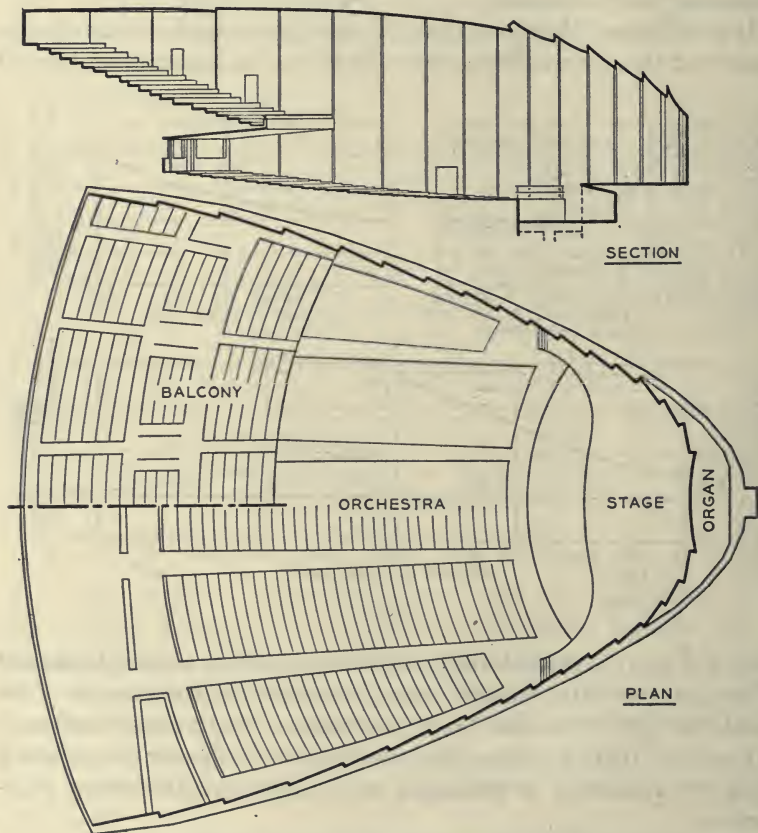 SECTION
BALCONY
ORCHESTRA
STAGE
ORGAN
PLAN